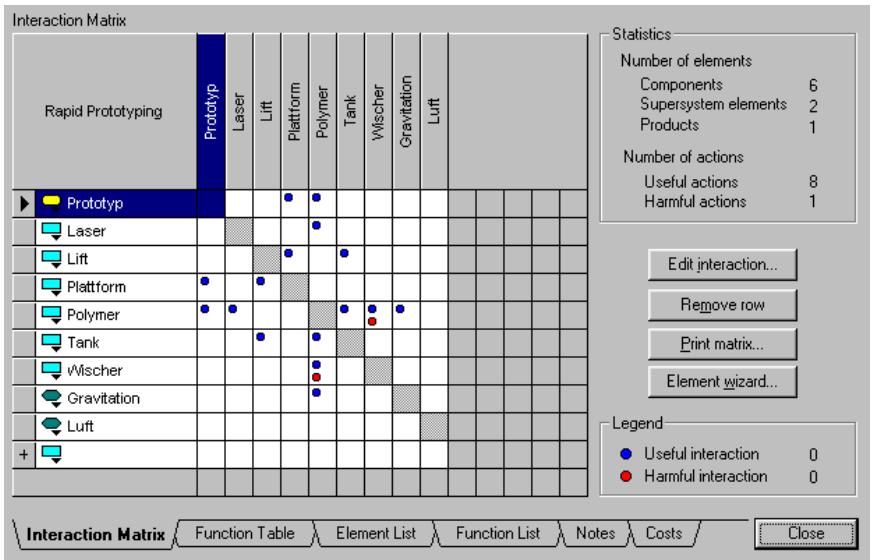 Interaction Matrix
Rapid Prototyping
Prototyp
Laser
Lift
Plattform
Polymer
Tank
Wischer
Gravitation
Luft
Prototyp
Laser
Lift
Plattform
Polymer
Tank
Wischer
Gravitation
Luft
+
Statistics
Number of elements
Components 6
Supersystem elements 2
Products 1
Number of actions
Useful actions 8
Harmful actions 1
Edit interaction...
Remove row
Print matrix...
Element wizard...
Legend
Useful interaction 0
Harmful interaction 0
Interaction Matrix Function Table Element List Function List Notes Costs Close